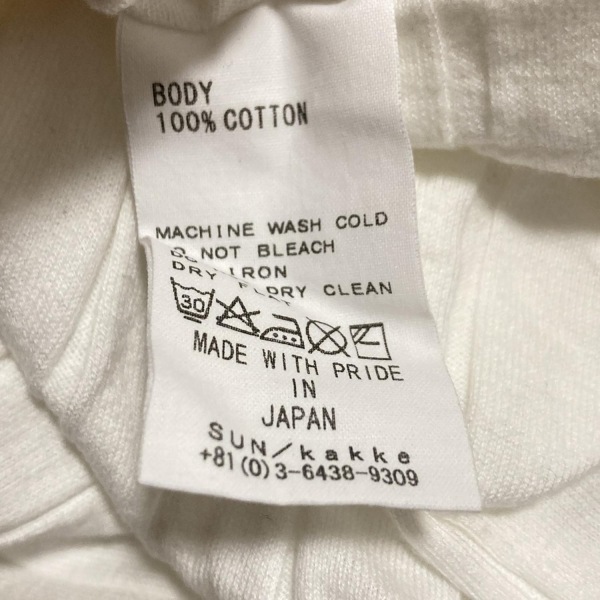 BODY
100% COTTON
MACHINE WASH COLD
DO NOT BLEACH
DRY IRON
DRY CLEAN
30
MADE WITH PRIDE
IN
JAPAN
SUN/kakke
+81(0)3-6438-9309